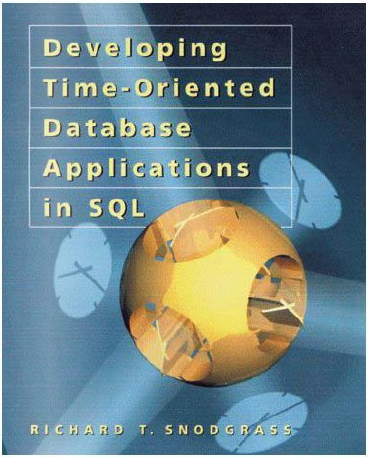 Developing
Time-Oriented
Database
Applications
in SQL
RICHARD T. SNODGRASS